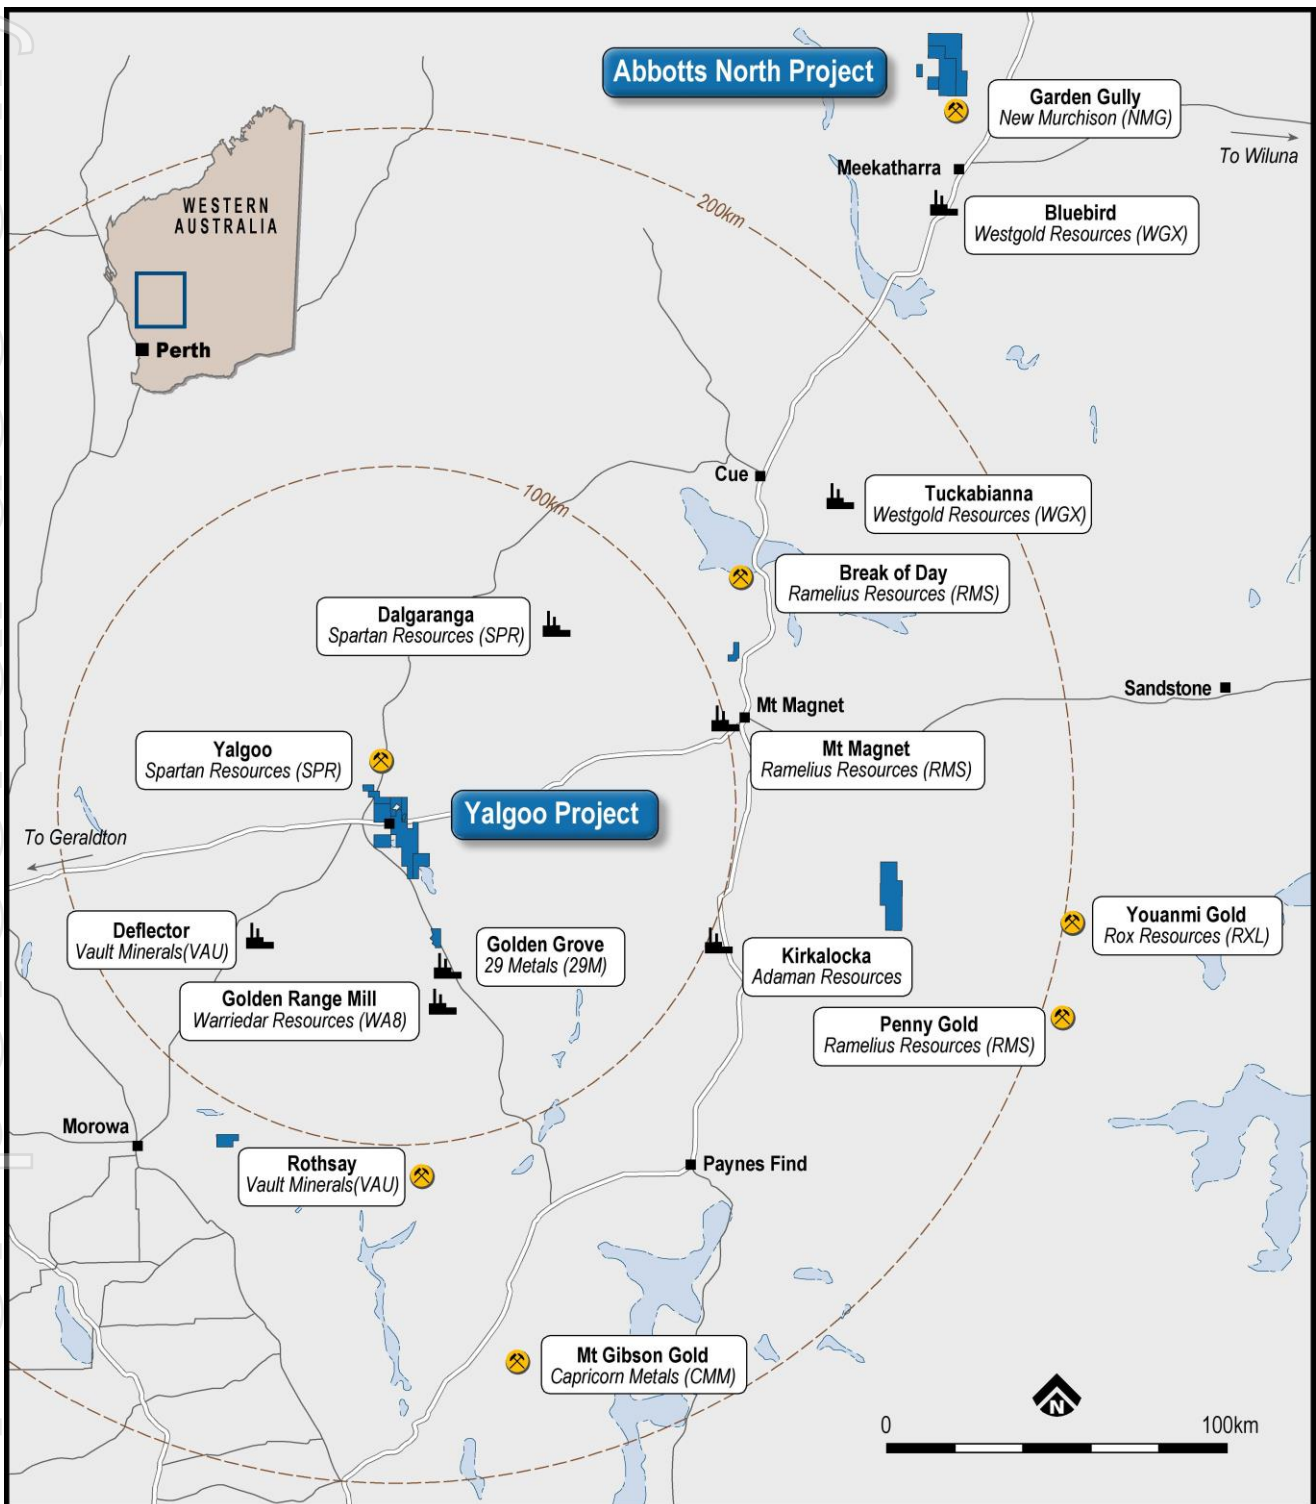 Abbotts North Project
Garden Gully
New Murchison (NMG)
To Wiluna
Meekatharra
WESTERN
AUSTRALIA
200km
Bluebird
Westgold Resources (WGX)
Perth
Cue
100km
Tuckabianna
Westgold Resources (WGX)
Break of Day
Ramelius Resources (RMS)
Dalgaranga
Spartan Resources (SPR)
Sandstone
Mt Magnet
Yalgoo
Spartan Resources (SPR)
Mt Magnet
Ramelius Resources (RMS)
Yalgoo Project
To Geraldton
Deflector
Vault Minerals(VAU)
Golden Grove
29 Metals (29M)
Kirkalocka
Adaman Resources
Youanmi Gold
Rox Resources (RXL)
Golden Range Mill
Warriedar Resources (WA8)
Penny Gold
Ramelius Resources (RMS)
Morowa
Rothsay
Vault Minerals(VAU)
Paynes Find
Mt Gibson Gold
Capricorn Metals (CMM)
N
0 100km